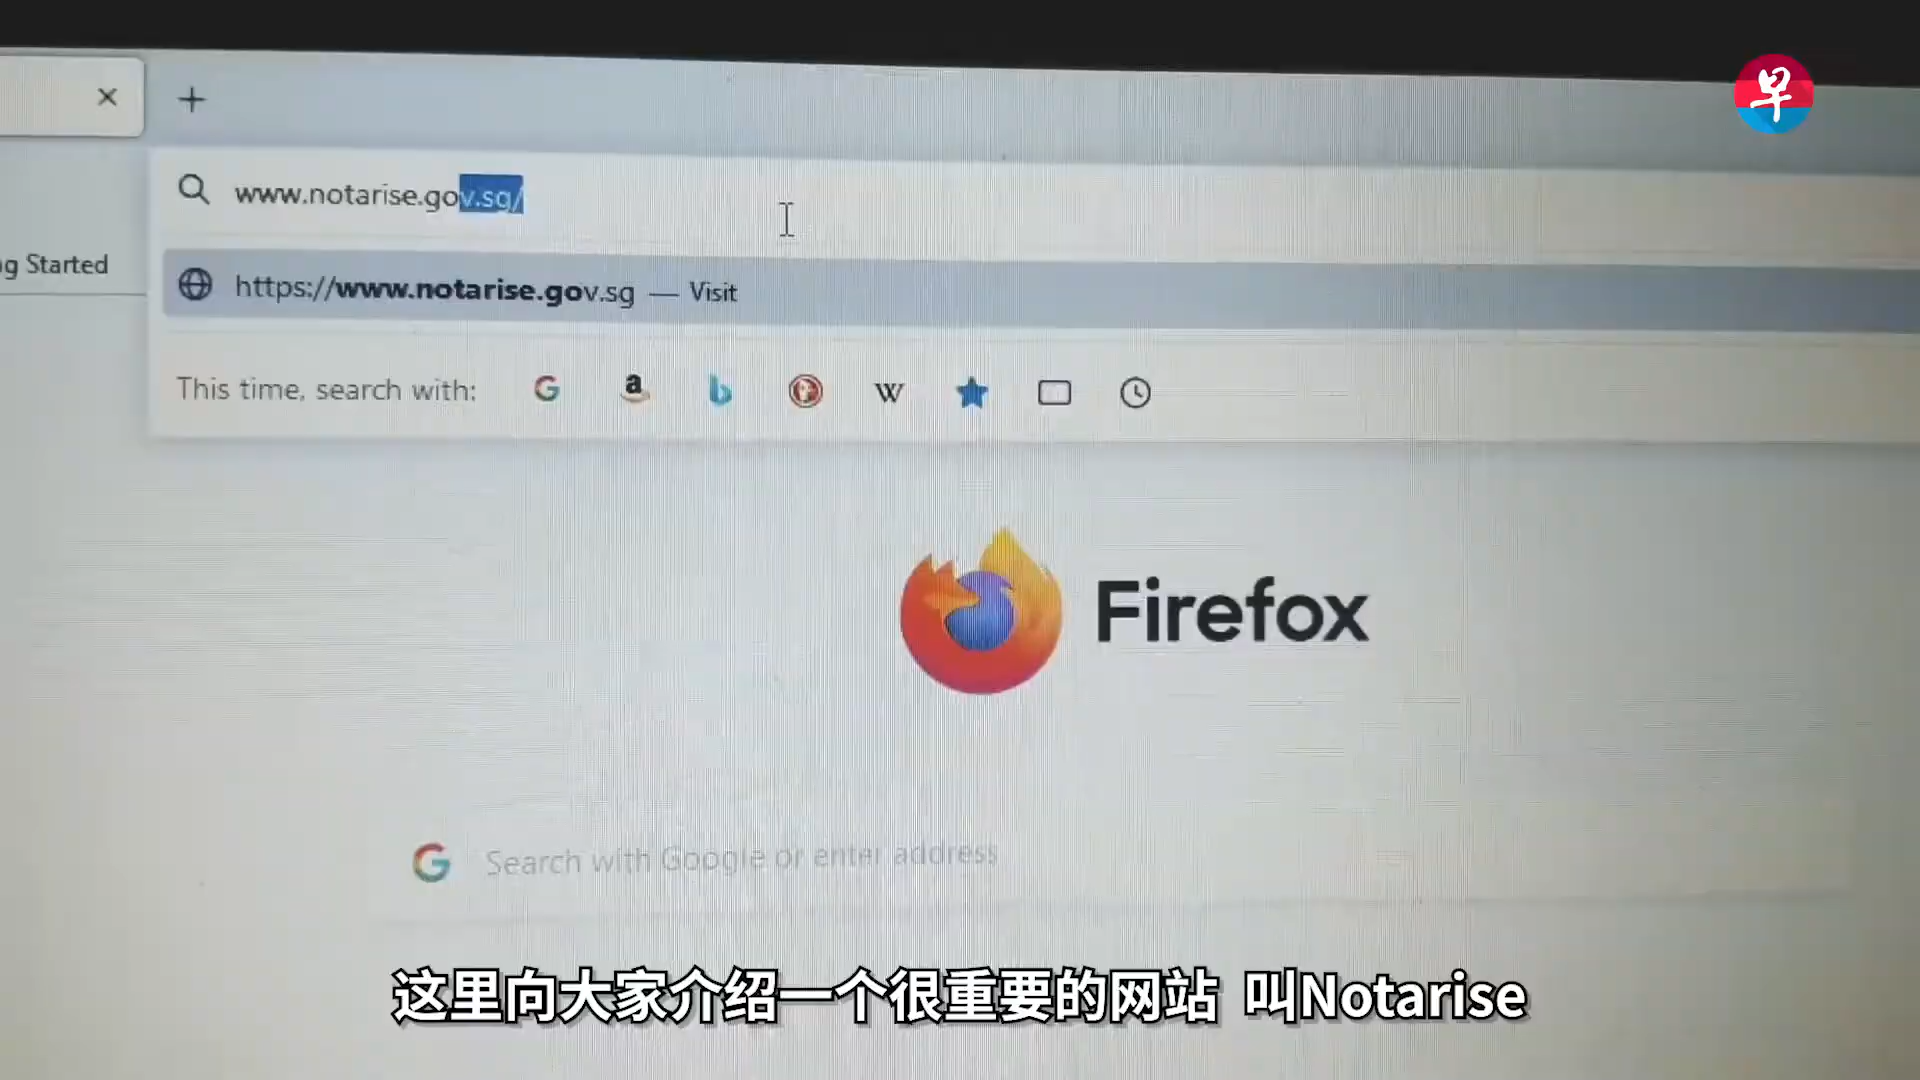 早
www.notarise.gov.sg/
g Started
https://www.notarise.gov.sg — Visit
This time, search with:
Firefox
Search with Google or enter address
这里向大家介绍一个很重要的网站 叫Notarise